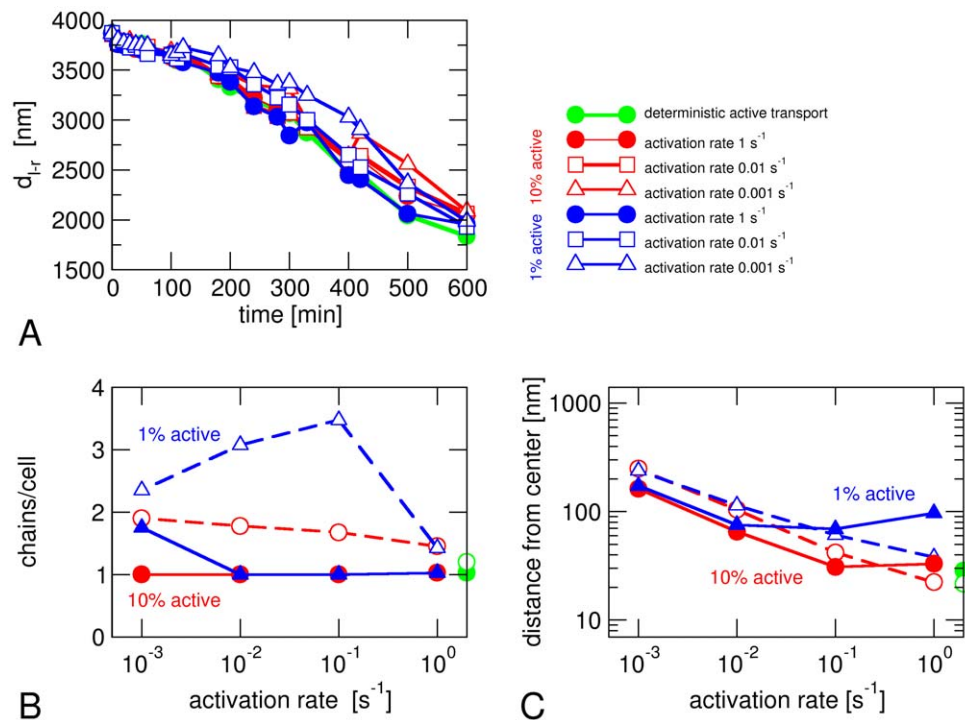 4000
3500
3000
2500
2000
1500
d_l-r [nm]
0 100 200 300 400 500 600
time [min]
A
10% active
1% active
deterministic active transport
activation rate 1 s⁻¹
activation rate 0.01 s⁻¹
activation rate 0.001 s⁻¹
activation rate 1 s⁻¹
activation rate 0.01 s⁻¹
activation rate 0.001 s⁻¹
4
3
2
1
0
chains/cell
1% active
10% active
10⁻³ 10⁻² 10⁻¹ 10⁰
activation rate [s⁻¹]
B
1000
100
10
distance from center [nm]
1% active
10% active
10⁻³ 10⁻² 10⁻¹ 10⁰
activation rate [s⁻¹]
C